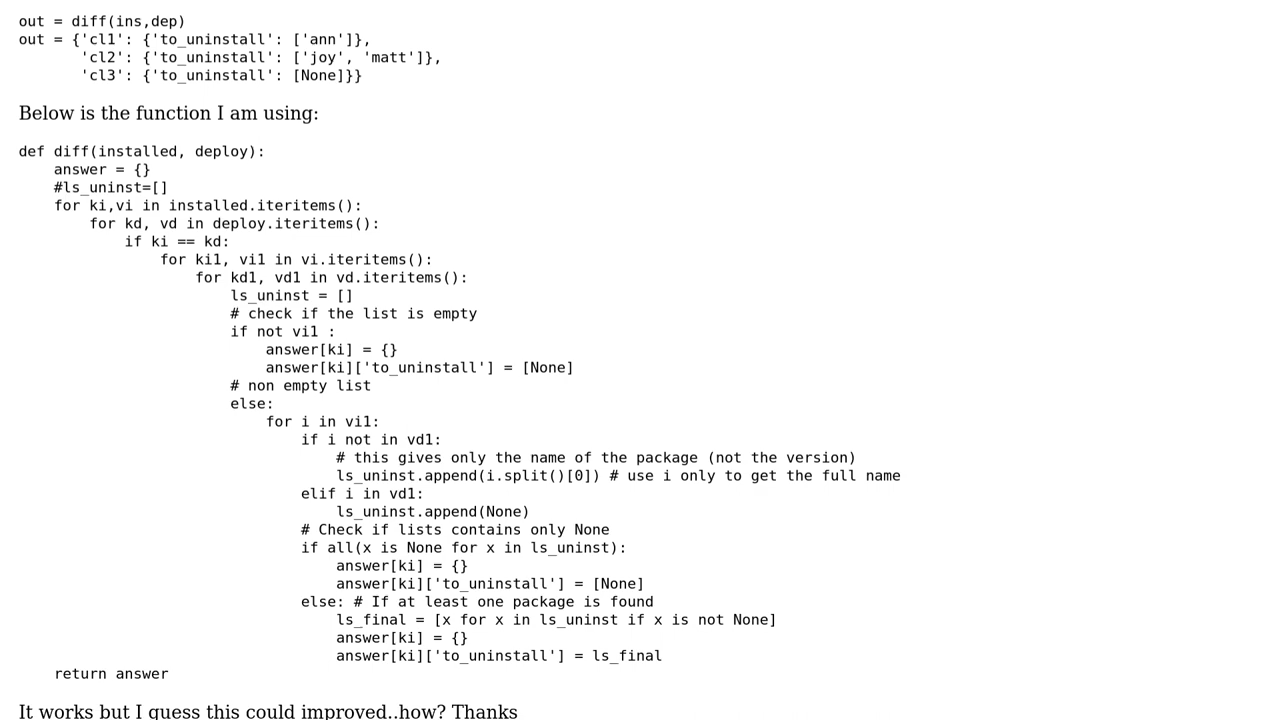 out = diff(ins,dep)
out = {'cl1': {'to_uninstall': ['ann']},
       'cl2': {'to_uninstall': ['joy', 'matt']},
       'cl3': {'to_uninstall': [None]}}
Below is the function I am using:
def diff(installed, deploy):
    answer = {}
    #ls_uninst=[]
    for ki,vi in installed.iteritems():
        for kd, vd in deploy.iteritems():
            if ki == kd:
                for ki1, vi1 in vi.iteritems():
                    for kd1, vd1 in vd.iteritems():
                        ls_uninst = []
                        # check if the list is empty
                        if not vi1 :
                            answer[ki] = {}
                            answer[ki]['to_uninstall'] = [None]
                        # non empty list
                        else:
                            for i in vi1:
                                if i not in vd1:
                                    # this gives only the name of the package (not the version)
                                    ls_uninst.append(i.split()[0]) # use i only to get the full name
                                elif i in vd1:
                                    ls_uninst.append(None)
                                # Check if lists contains only None
                                if all(x is None for x in ls_uninst):
                                    answer[ki] = {}
                                    answer[ki]['to_uninstall'] = [None]
                                else: # If at least one package is found
                                    ls_final = [x for x in ls_uninst if x is not None]
                                    answer[ki] = {}
                                    answer[ki]['to_uninstall'] = ls_final
    return answer
It works but I guess this could improved..how? Thanks